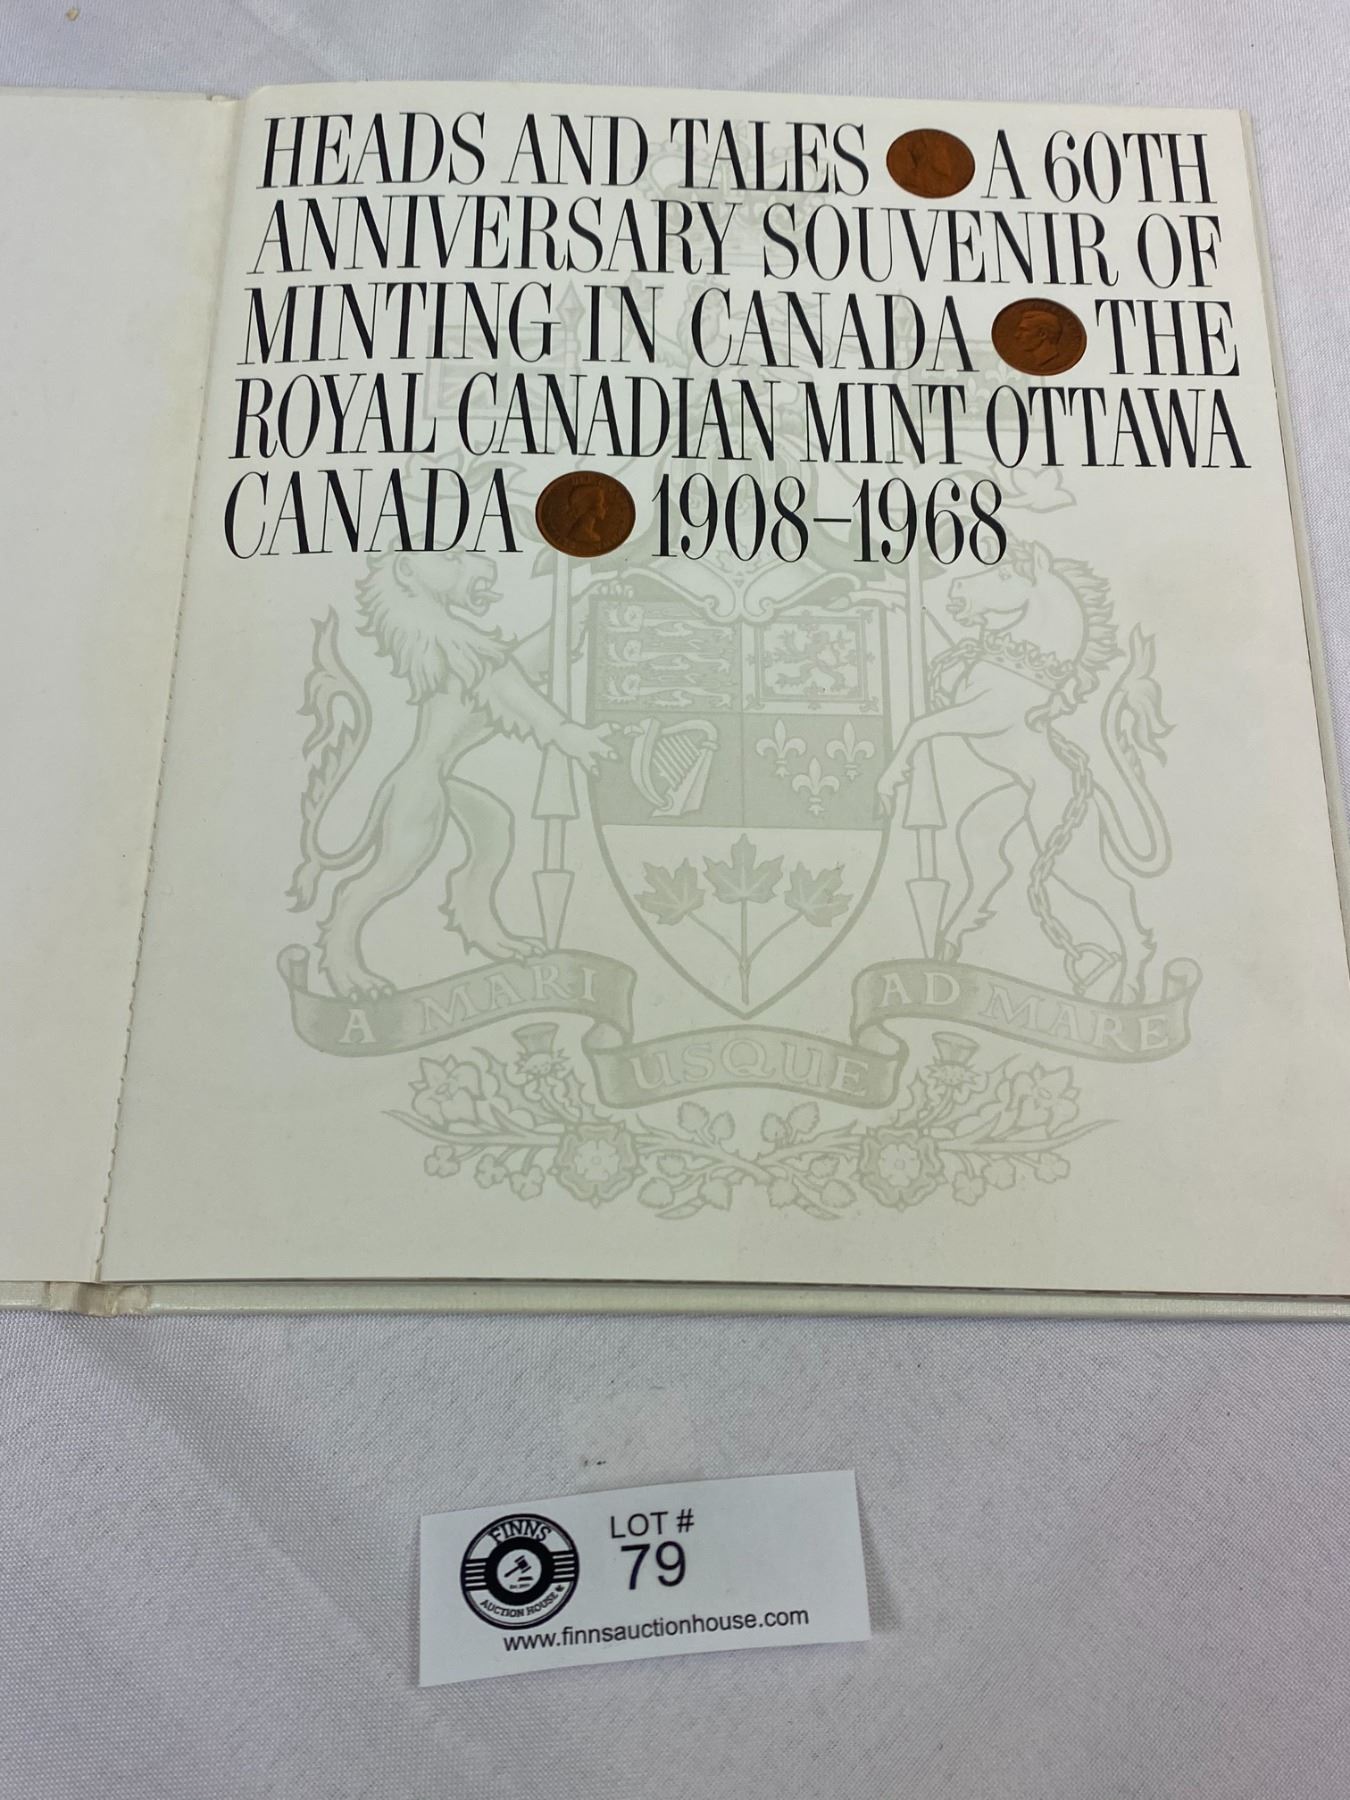 HEADS AND TALES A 60TH
ANNIVERSARY SOUVENIR OF
MINTING IN CANADA THE
ROYAL CANADIAN MINT OTTAWA
CANADA 1908–1968
A MARI USQUE AD MARE
FINNS
AUCTION HOUSE
LOT #
79
www.finnsauctionhouse.com